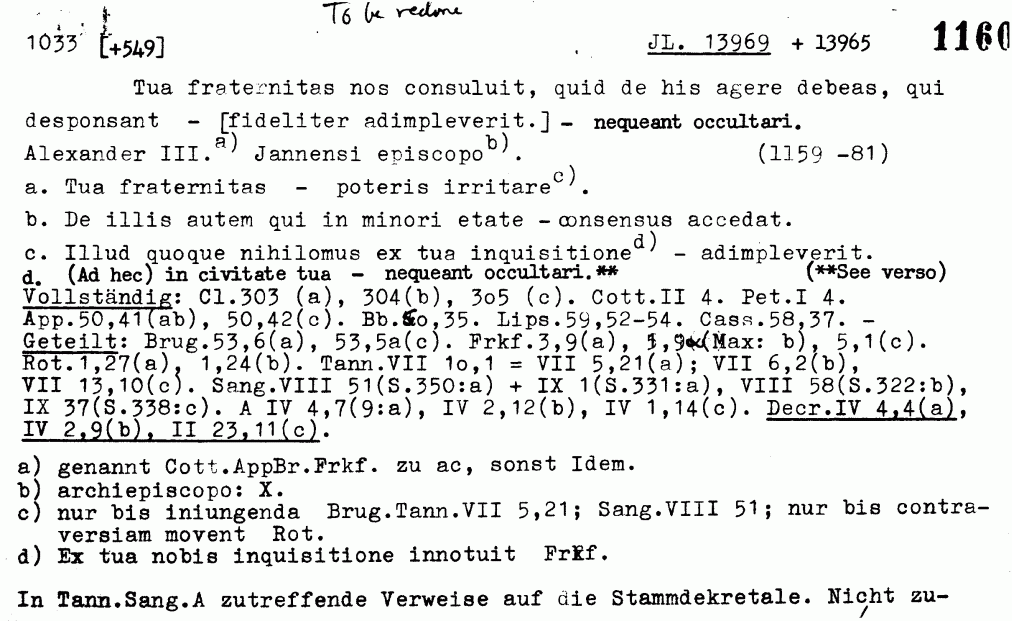 To be redone
1033 [+549] JL. 13969 + 13965 1160
Tua fraternitas nos consuluit, quid de his agere debeas, qui
desponsant - [fideliter adimpleverit.] - nequeant occultari.
Alexander III.a) Jannensi episcopob). (1159 -81)
a. Tua fraternitas - poteris irritarec).
b. De illis autem qui in minori etate - consensus accedat.
c. Illud quoque nihilomus ex tua inquisitioned) - adimpleverit.
d. (Ad hec) in civitate tua - nequeant occultari.** (**See verso)
Vollständig: Cl.303 (a), 304(b), 3o5 (c). Cott.II 4. Pet.I 4.
App.50,41(ab), 50,42(c). Bb.50,35. Lips.59,52-54. Cass.58,37. -
Geteilt: Brug.53,6(a), 53,5a(c). Frkf.3,9(a), (Max: b), 5,1(c).
Rot.1,27(a), 1,24(b). Tann.VII 1o,1 = VII 5,21(a); VII 6,2(b),
VII 13,10(c). Sang.VIII 51(S.350:a) + IX 1(S.331:a), VIII 58(S.322:b),
IX 37(S.338:c). A IV 4,7(9:a), IV 2,12(b), IV 1,14(c). Decr.IV 4,4(a),
IV 2,9(b), II 23,11(c).
a) genannt Cott.AppBr.Frkf. zu ac, sonst Idem.
b) archiepiscopo: X.
c) nur bis iniungenda Brug.Tann.VII 5,21; Sang.VIII 51; nur bis contra-
versiam movent Rot.
d) Ex tua nobis inquisitione innotuit Frkf.
In Tann.Sang.A zutreffende Verweise auf die Stammdekretale. Nicht zu-